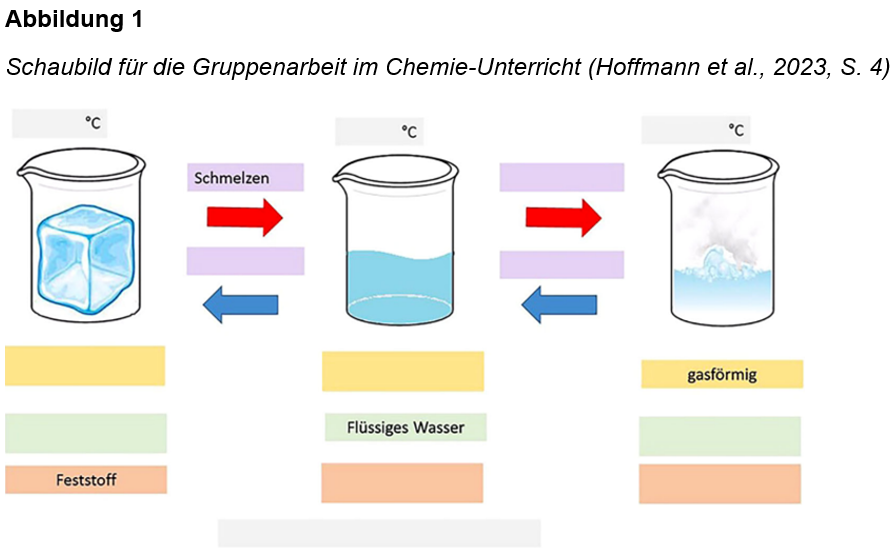 Abbildung 1
Schaubild für die Gruppenarbeit im Chemie-Unterricht (Hoffmann et al., 2023, S. 4)
°C
°C
°C
Schmelzen
gasförmig
Flüssiges Wasser
Feststoff